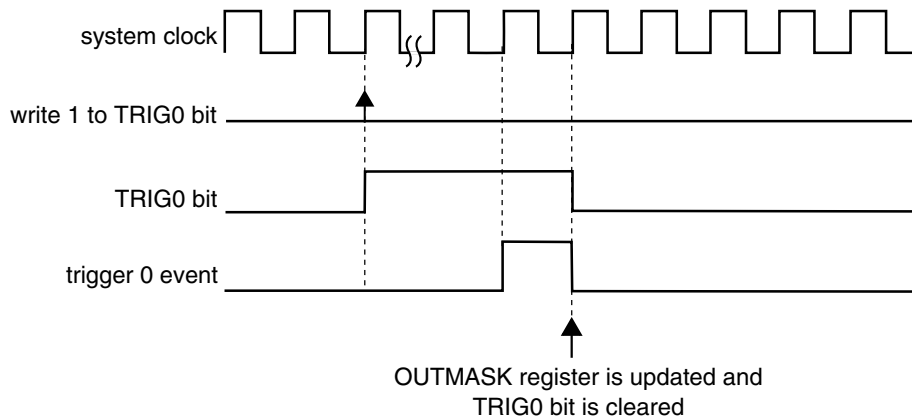 system clock
write 1 to TRIG0 bit
TRIG0 bit
trigger 0 event
OUTMASK register is updated and
TRIG0 bit is cleared